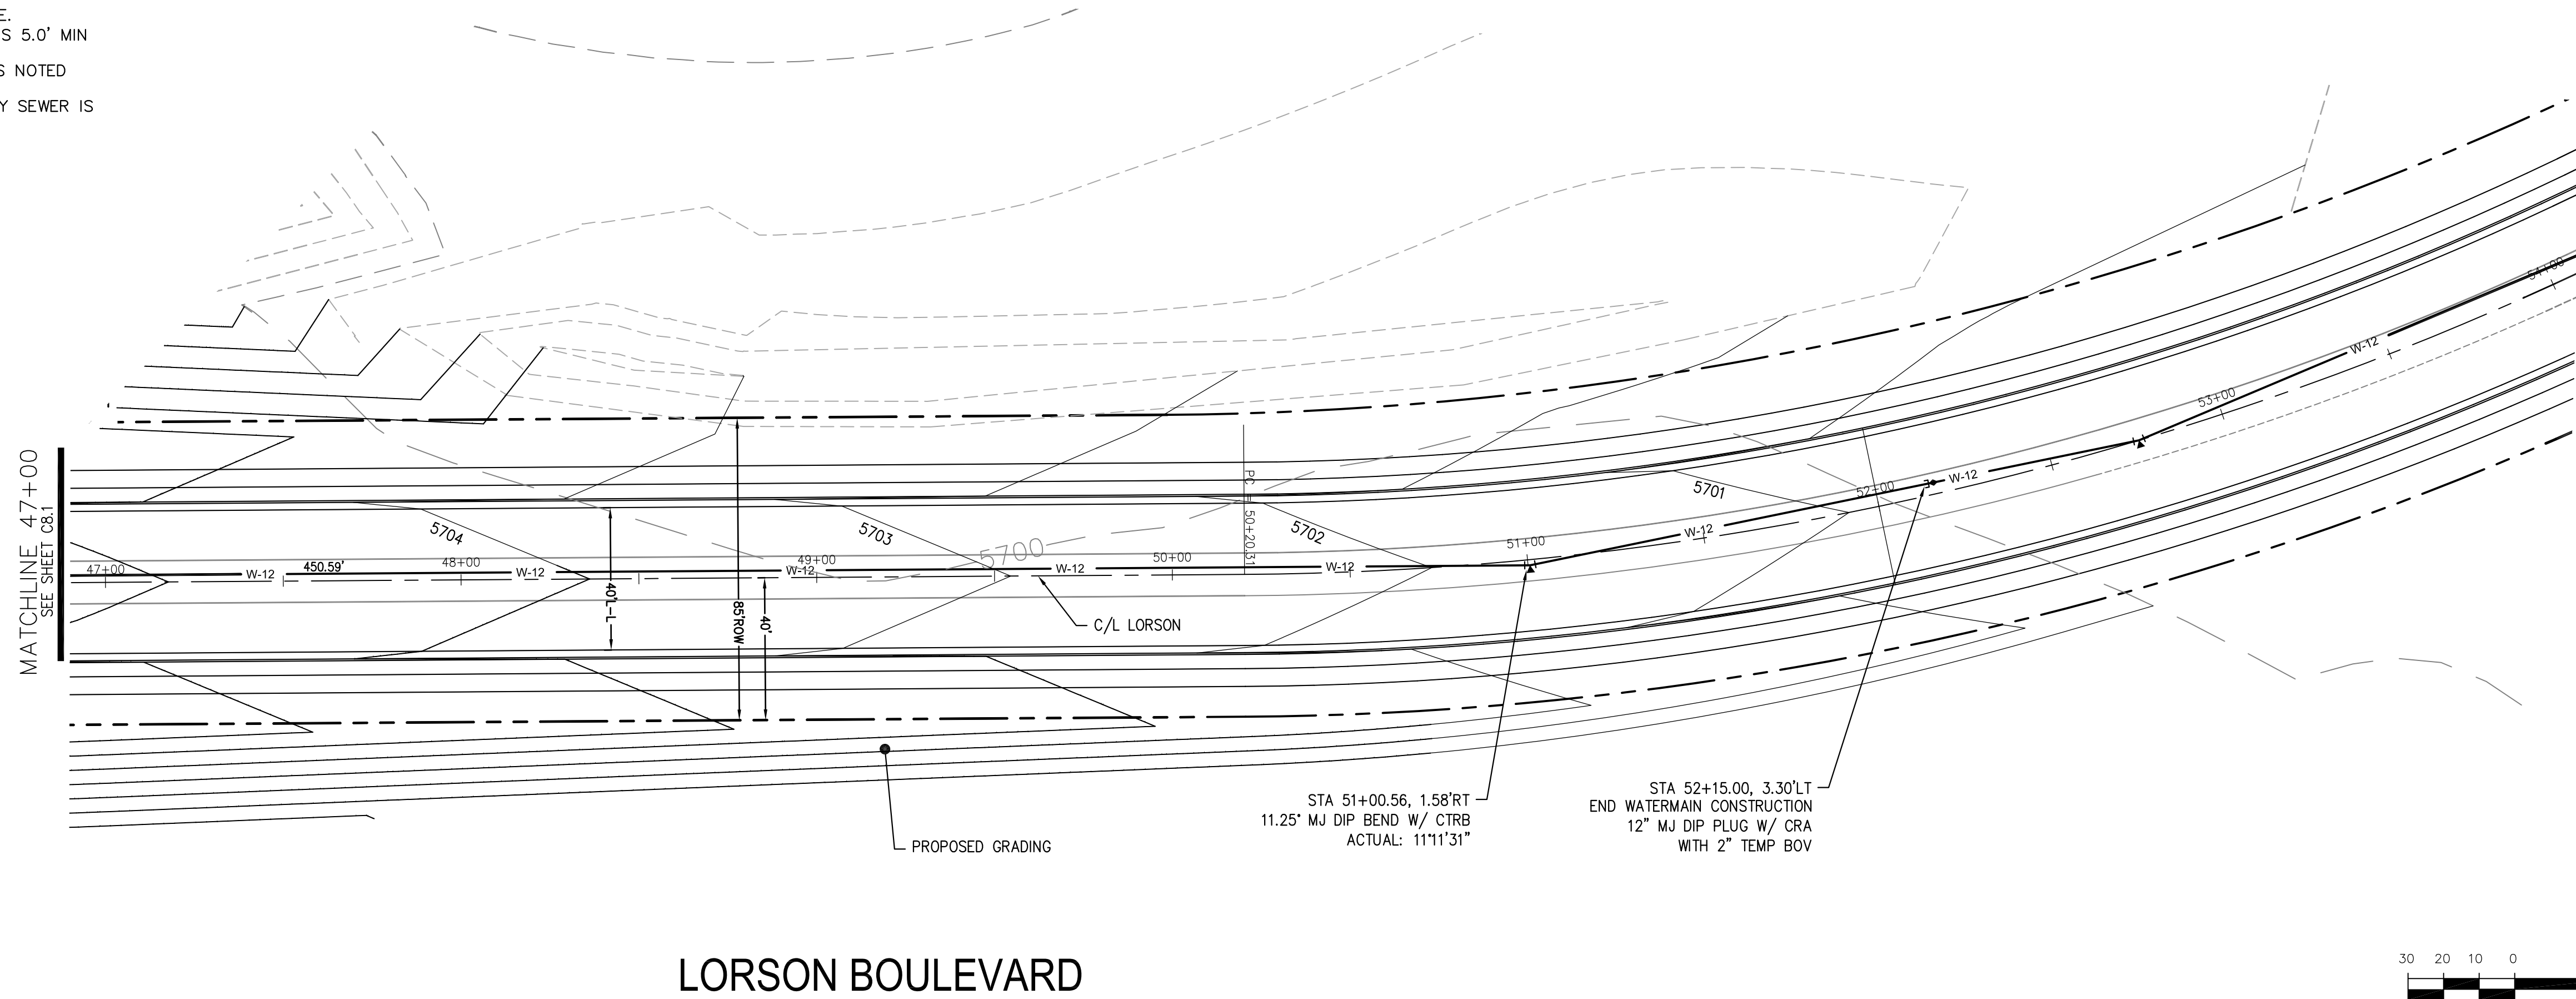 E.
S 5.0' MIN
S NOTED
Y SEWER IS
MATCHLINE 47+00
SEE SHEET C8.1
54+00
W-12
53+00
5701
52+00
W-12
PC = 50+20.31
5704
5703
5702
W-12
5700
51+00
50+00
49+00
48+00
47+00
W-12
450.59'
W-12
W-12
W-12
W-12
40'L-L
85'ROW
40'
C/L LORSON
STA 51+00.56, 1.58'RT
11.25° MJ DIP BEND W/ CTRB
ACTUAL: 11°11'31"
STA 52+15.00, 3.30'LT
END WATERMAIN CONSTRUCTION
12" MJ DIP PLUG W/ CRA
WITH 2" TEMP BOV
PROPOSED GRADING
LORSON BOULEVARD
30 20 10 0